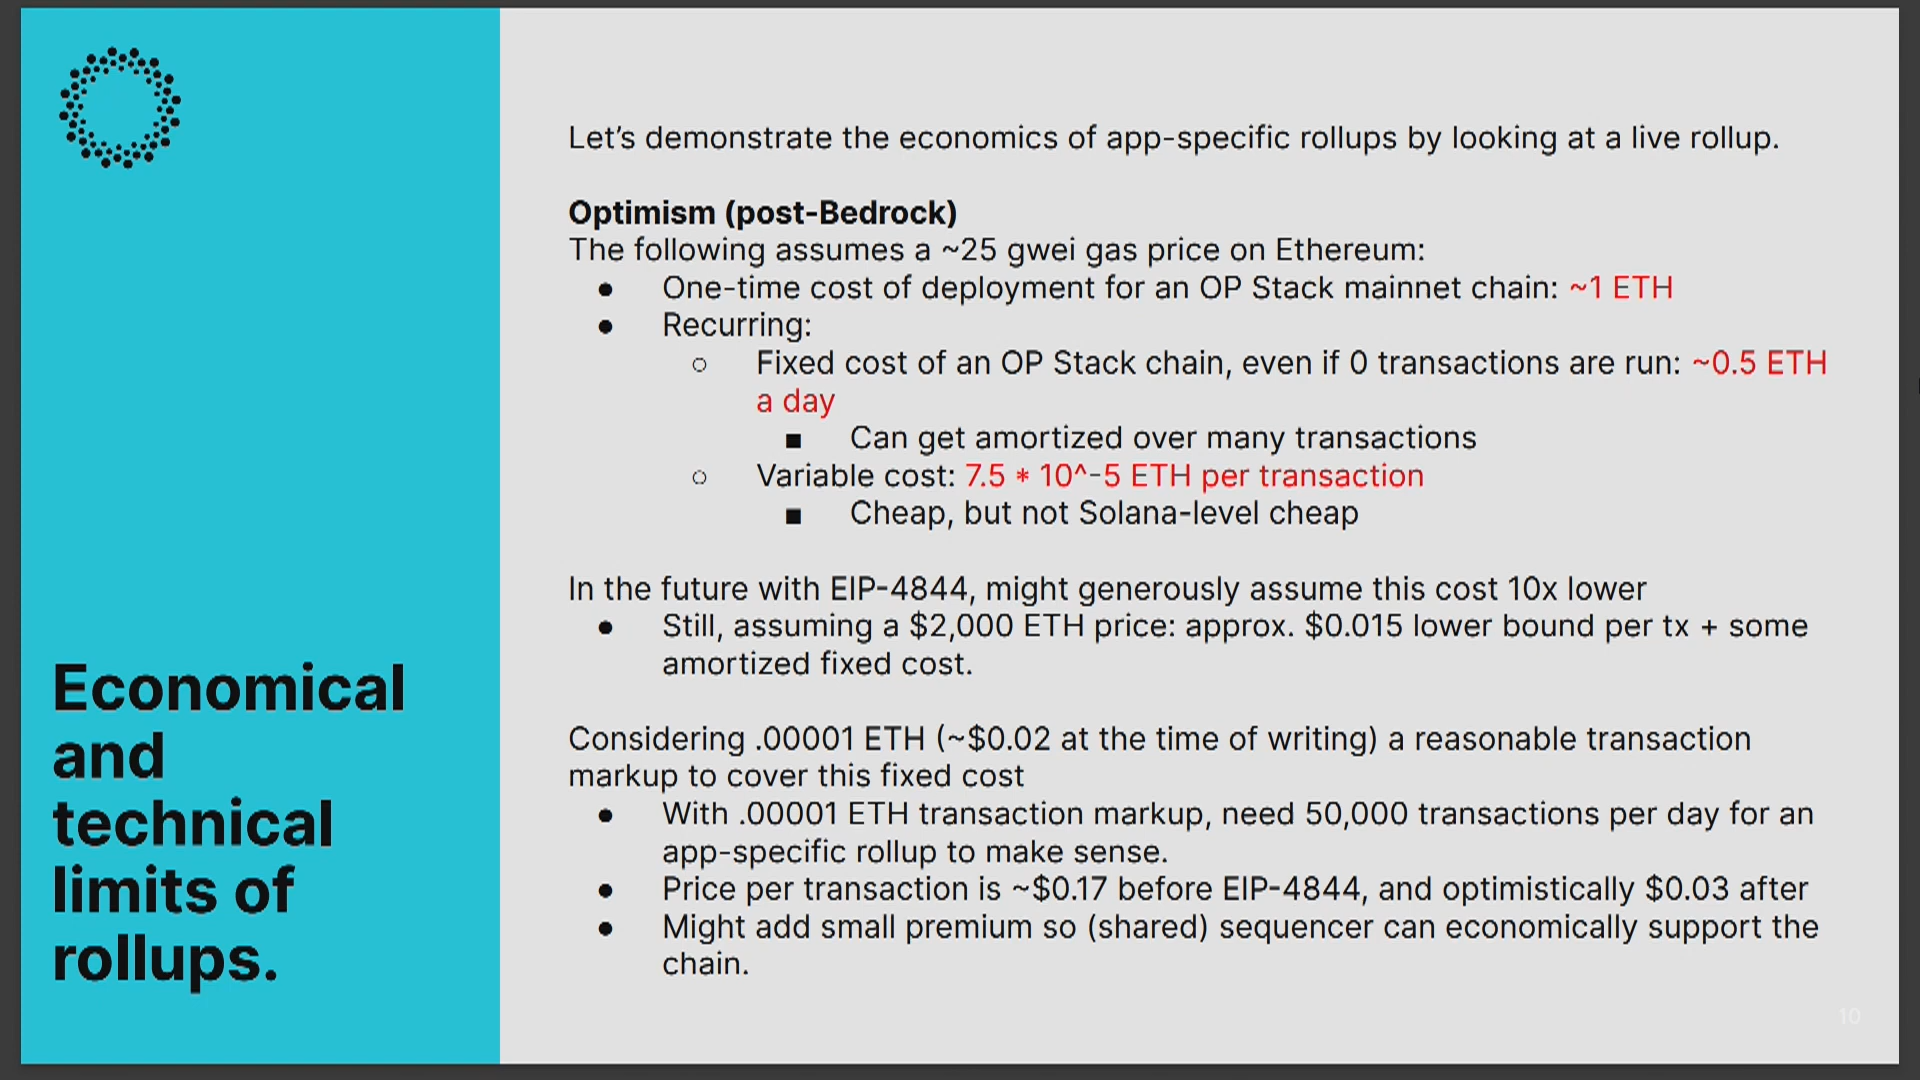 Economical
and
technical
limits of
rollups.
Let's demonstrate the economics of app-specific rollups by looking at a live rollup.
Optimism (post-Bedrock)
The following assumes a ~25 gwei gas price on Ethereum:
● One-time cost of deployment for an OP Stack mainnet chain: ~1 ETH
● Recurring:
○ Fixed cost of an OP Stack chain, even if 0 transactions are run: ~0.5 ETH
a day
■ Can get amortized over many transactions
○ Variable cost: 7.5 * 10^-5 ETH per transaction
■ Cheap, but not Solana-level cheap
In the future with EIP-4844, might generously assume this cost 10x lower
● Still, assuming a $2,000 ETH price: approx. $0.015 lower bound per tx + some
amortized fixed cost.
Considering .00001 ETH (~$0.02 at the time of writing) a reasonable transaction
markup to cover this fixed cost
● With .00001 ETH transaction markup, need 50,000 transactions per day for an
app-specific rollup to make sense.
● Price per transaction is ~$0.17 before EIP-4844, and optimistically $0.03 after
● Might add small premium so (shared) sequencer can economically support the
chain.
10